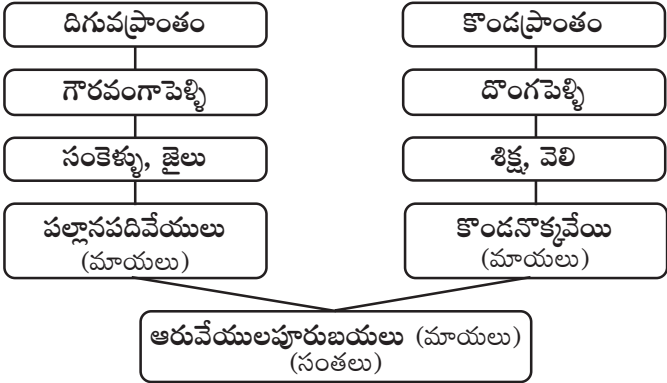 దిగువప్రాంతం
గౌరవంగాపెళ్ళి
సంకెళ్ళు, జైలు
పల్లానపదివేయులు
(మాయలు)
కొండప్రాంతం
దొంగపెళ్ళి
శిక్ష, వెలి
కొండనొక్కవేయి
(మాయలు)
ఆరువేయులపూరుబయలు (మాయలు)
(సంతలు)